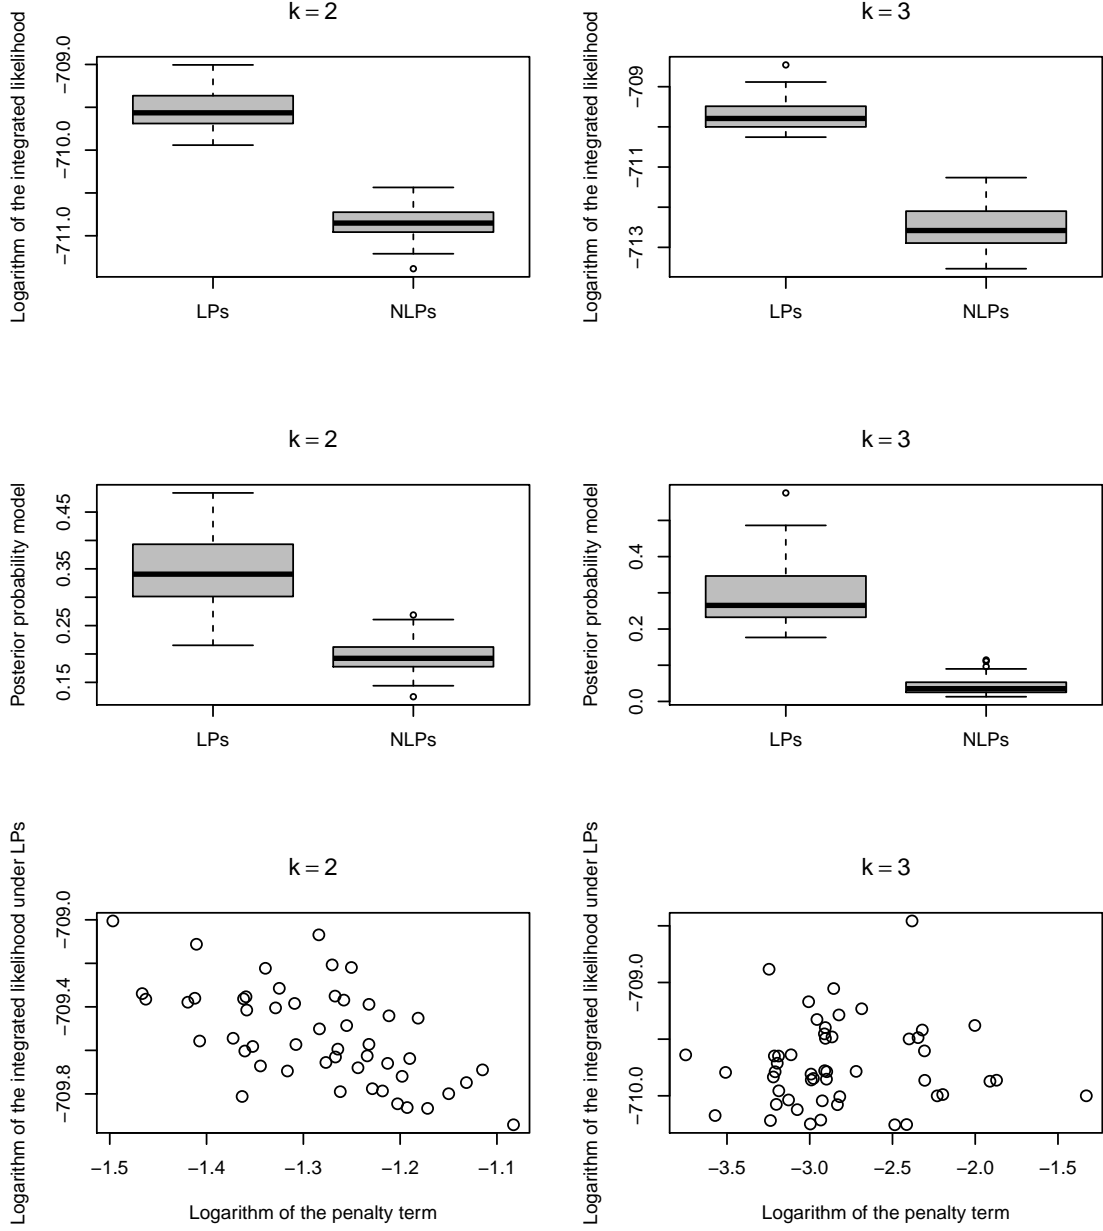 k = 2
Logarithm of the integrated likelihood
−709.0
−710.0
−711.0
LPs
NLPs
k = 3
Logarithm of the integrated likelihood
−709
−711
−713
LPs
NLPs
k = 2
Posterior probability model
0.45
0.35
0.25
0.15
LPs
NLPs
k = 3
Posterior probability model
0.4
0.2
0.0
LPs
NLPs
k = 2
Logarithm of the integrated likelihood under LPs
−709.0
−709.4
−709.8
−1.5
−1.4
−1.3
−1.2
−1.1
Logarithm of the penalty term
k = 3
Logarithm of the integrated likelihood under LPs
−709.0
−710.0
−3.5
−3.0
−2.5
−2.0
−1.5
Logarithm of the penalty term